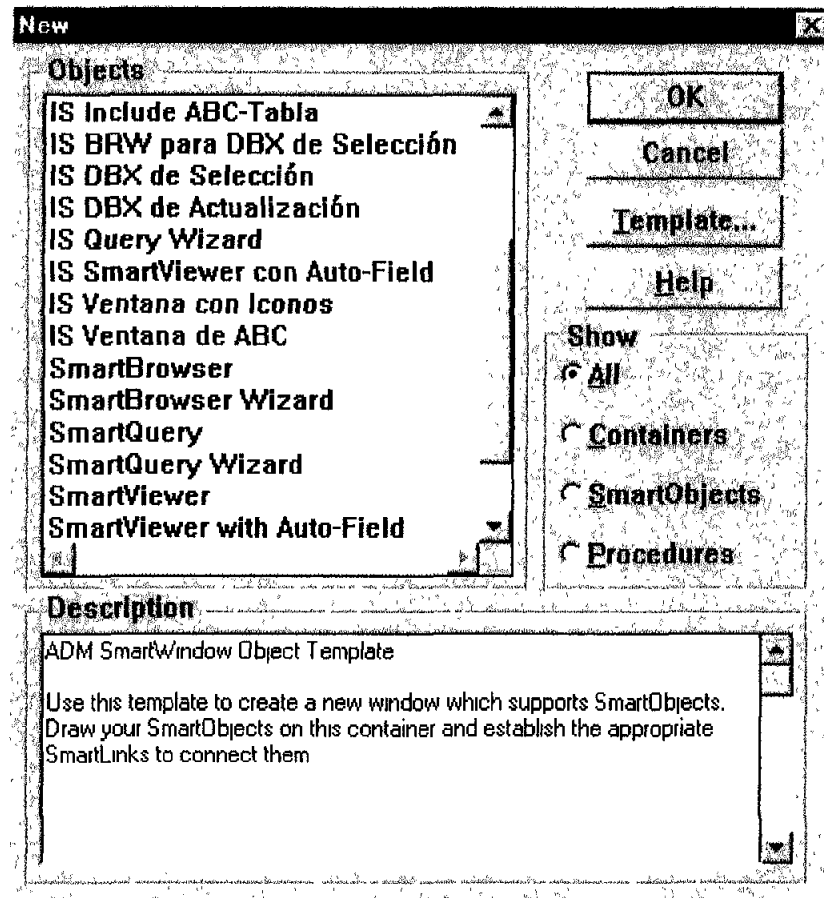 New
Objects
IS Include ABC-Tabla
IS BRW para DBX de Selección
IS DBX de Selección
IS DBX de Actualización
IS Query Wizard
IS SmartViewer con Auto-Field
IS Ventana con Iconos
IS Ventana de ABC
SmartBrowser
SmartBrowser Wizard
SmartQuery
SmartQuery Wizard
SmartViewer
SmartViewer with Auto-Field
OK
Cancel
Template...
Help
Show
All
Containers
SmartObjects
Procedures
Description
ADM SmartWindow Object Template
Use this template to create a new window which supports SmartObjects.
Draw your SmartObjects on this container and establish the appropriate
SmartLinks to connect them